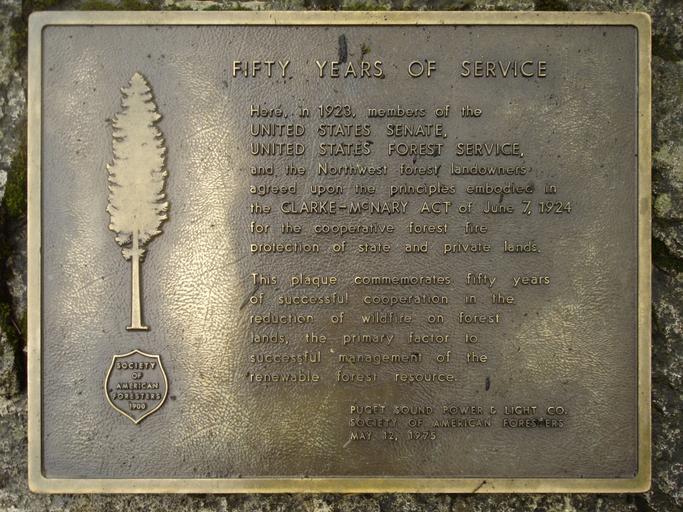 FIFTY YEARS OF SERVICE
Here, in 1923, members of the
UNITED STATES SENATE,
UNITED STATES FOREST SERVICE,
and the Northwest forest landowners
agreed upon the principles embodied in
the CLARKE-McNARY ACT of June 7, 1924
for the cooperative forest fire
protection of state and private lands.
This plaque commemorates fifty years
of successful cooperation in the
reduction of wildfire on forest
lands, the primary factor to
successful management of the
renewable forest resource.
PUGET SOUND POWER & LIGHT CO.
SOCIETY OF AMERICAN FORESTERS
MAY 12, 1975
SOCIETY
OF
AMERICAN
FORESTERS
1900